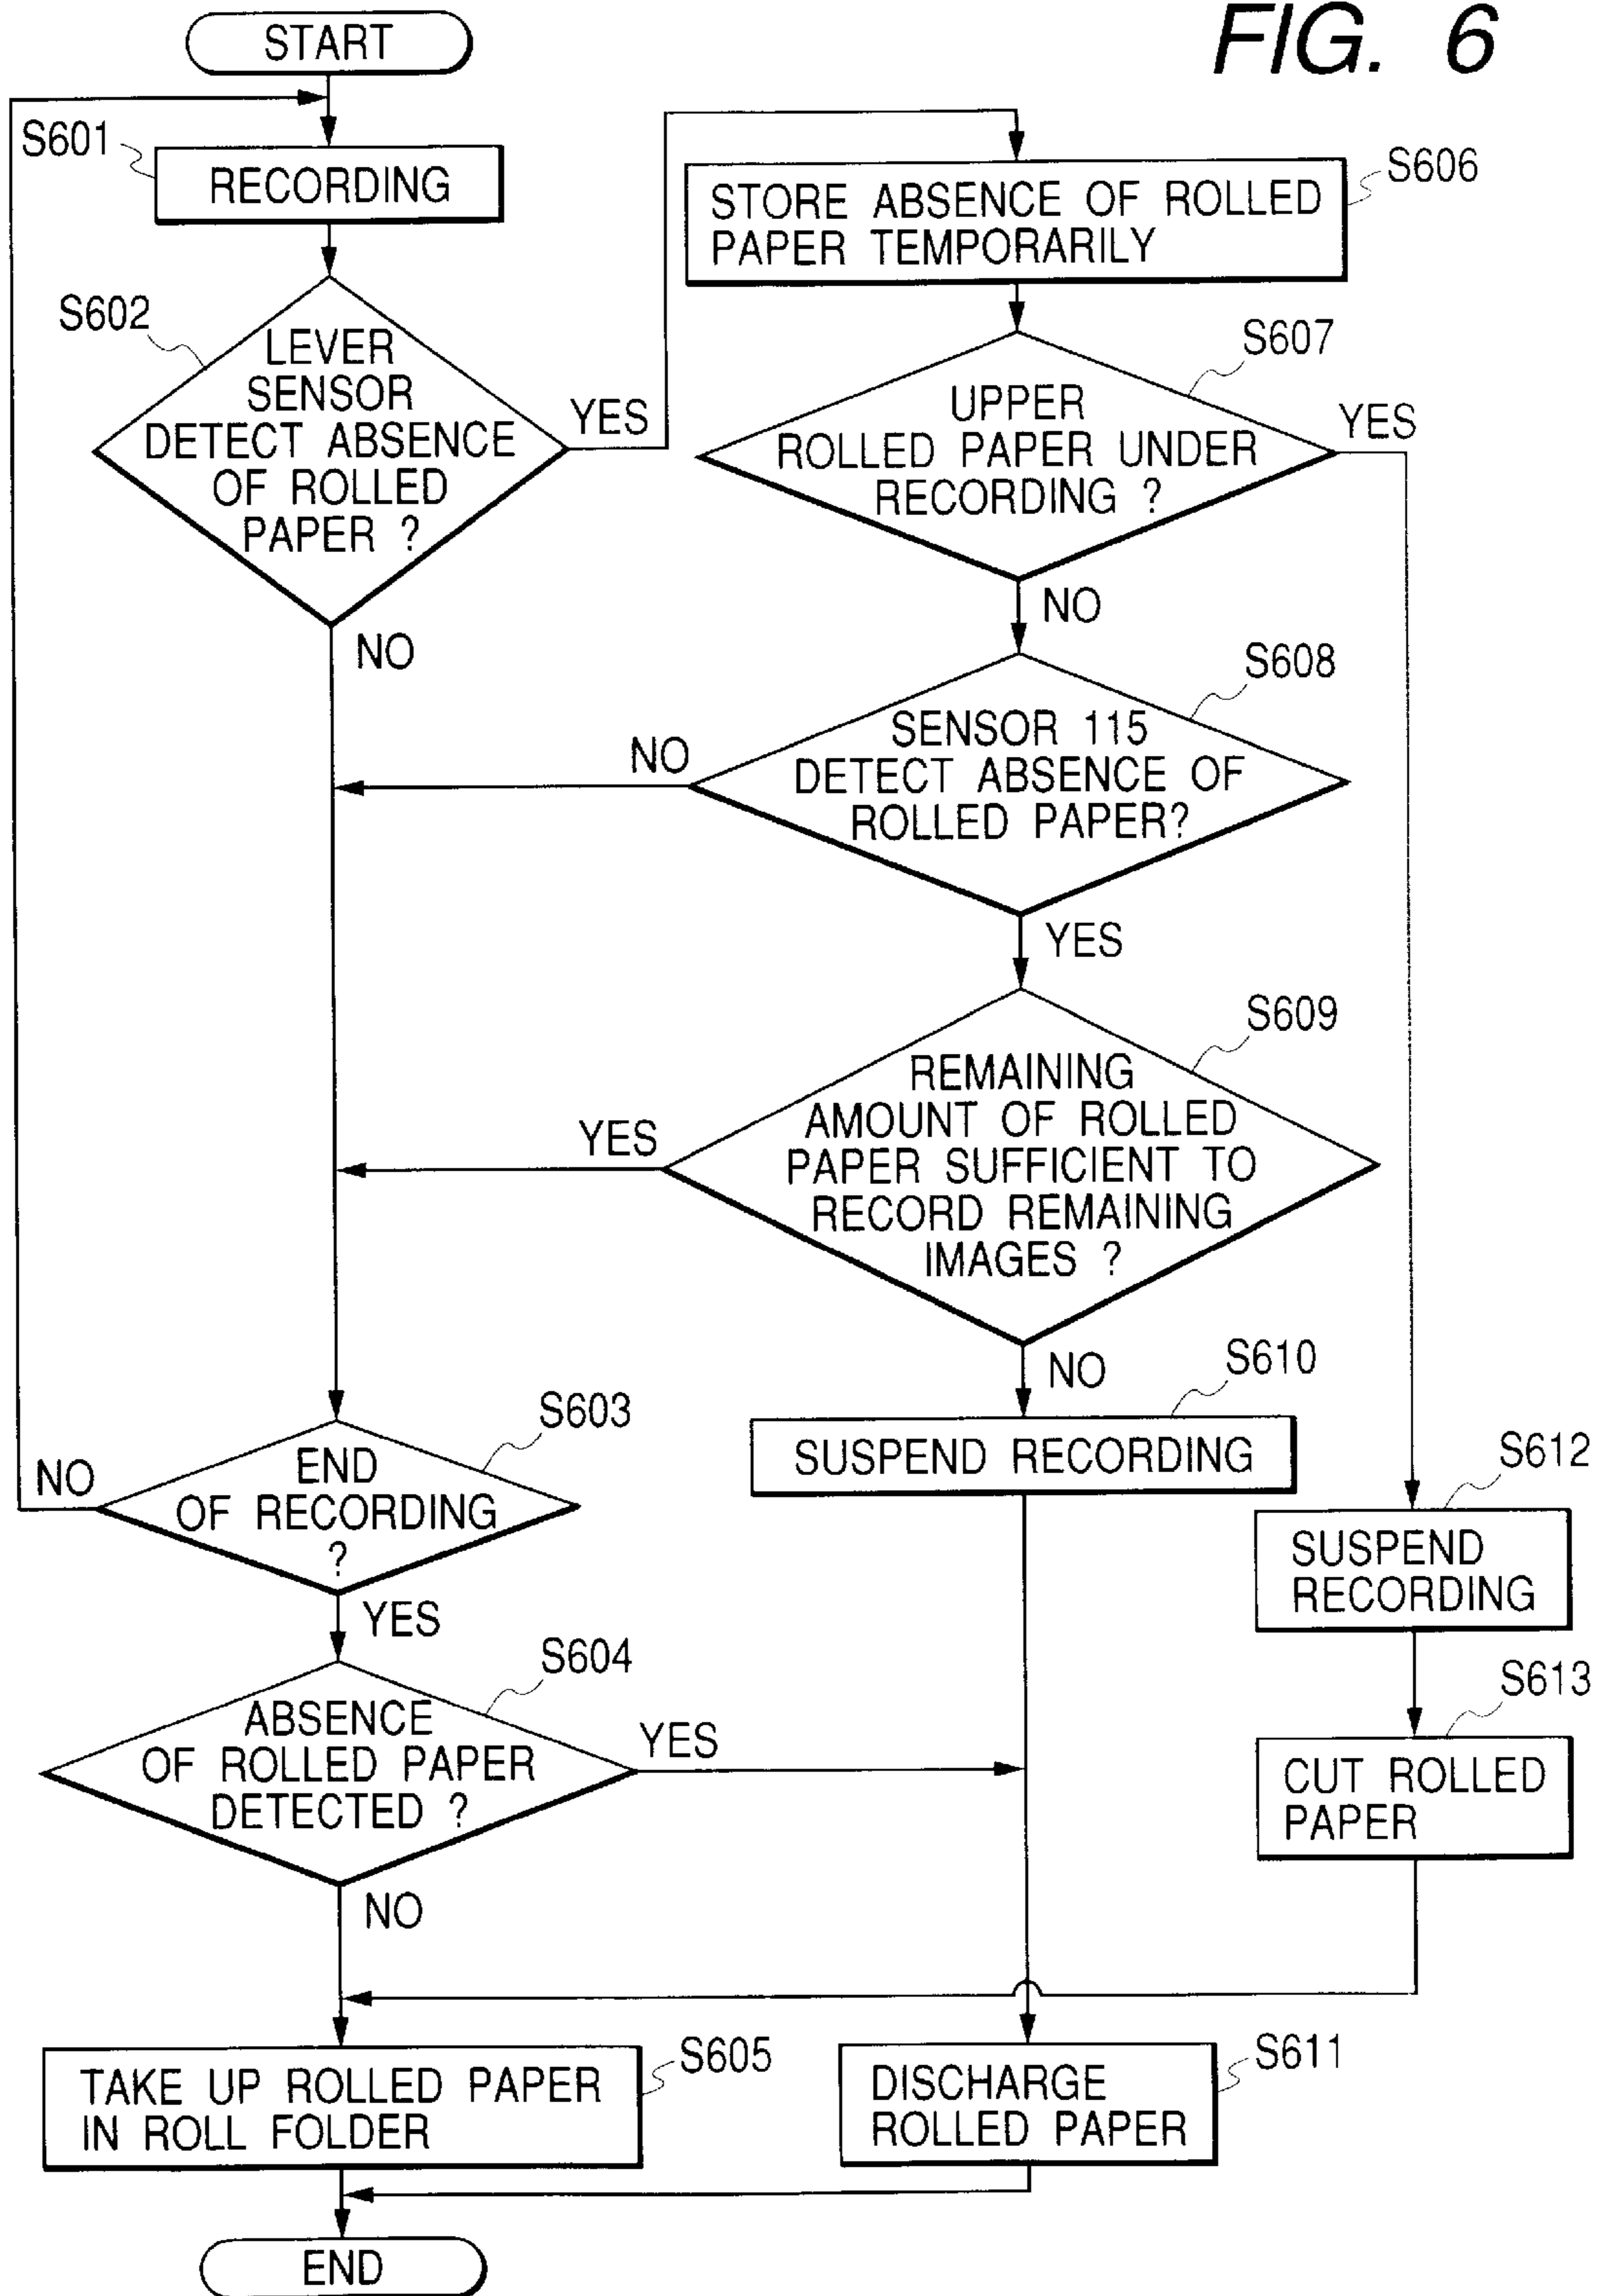 FIG. 6
START
S601
RECORDING
S602
LEVER
SENSOR
DETECT ABSENCE
OF ROLLED
PAPER ?
YES
NO
S606
STORE ABSENCE OF ROLLED
PAPER TEMPORARILY
S607
UPPER
ROLLED PAPER UNDER
RECORDING ?
YES
NO
S608
SENSOR 115
DETECT ABSENCE OF
ROLLED PAPER?
NO
YES
S609
REMAINING
AMOUNT OF ROLLED
PAPER SUFFICIENT TO
RECORD REMAINING
IMAGES ?
YES
NO
S610
SUSPEND RECORDING
S603
END
OF RECORDING
?
NO
YES
S612
SUSPEND
RECORDING
S604
ABSENCE
OF ROLLED PAPER
DETECTED ?
YES
NO
S613
CUT ROLLED
PAPER
S605
TAKE UP ROLLED PAPER
IN ROLL FOLDER
S611
DISCHARGE
ROLLED PAPER
END